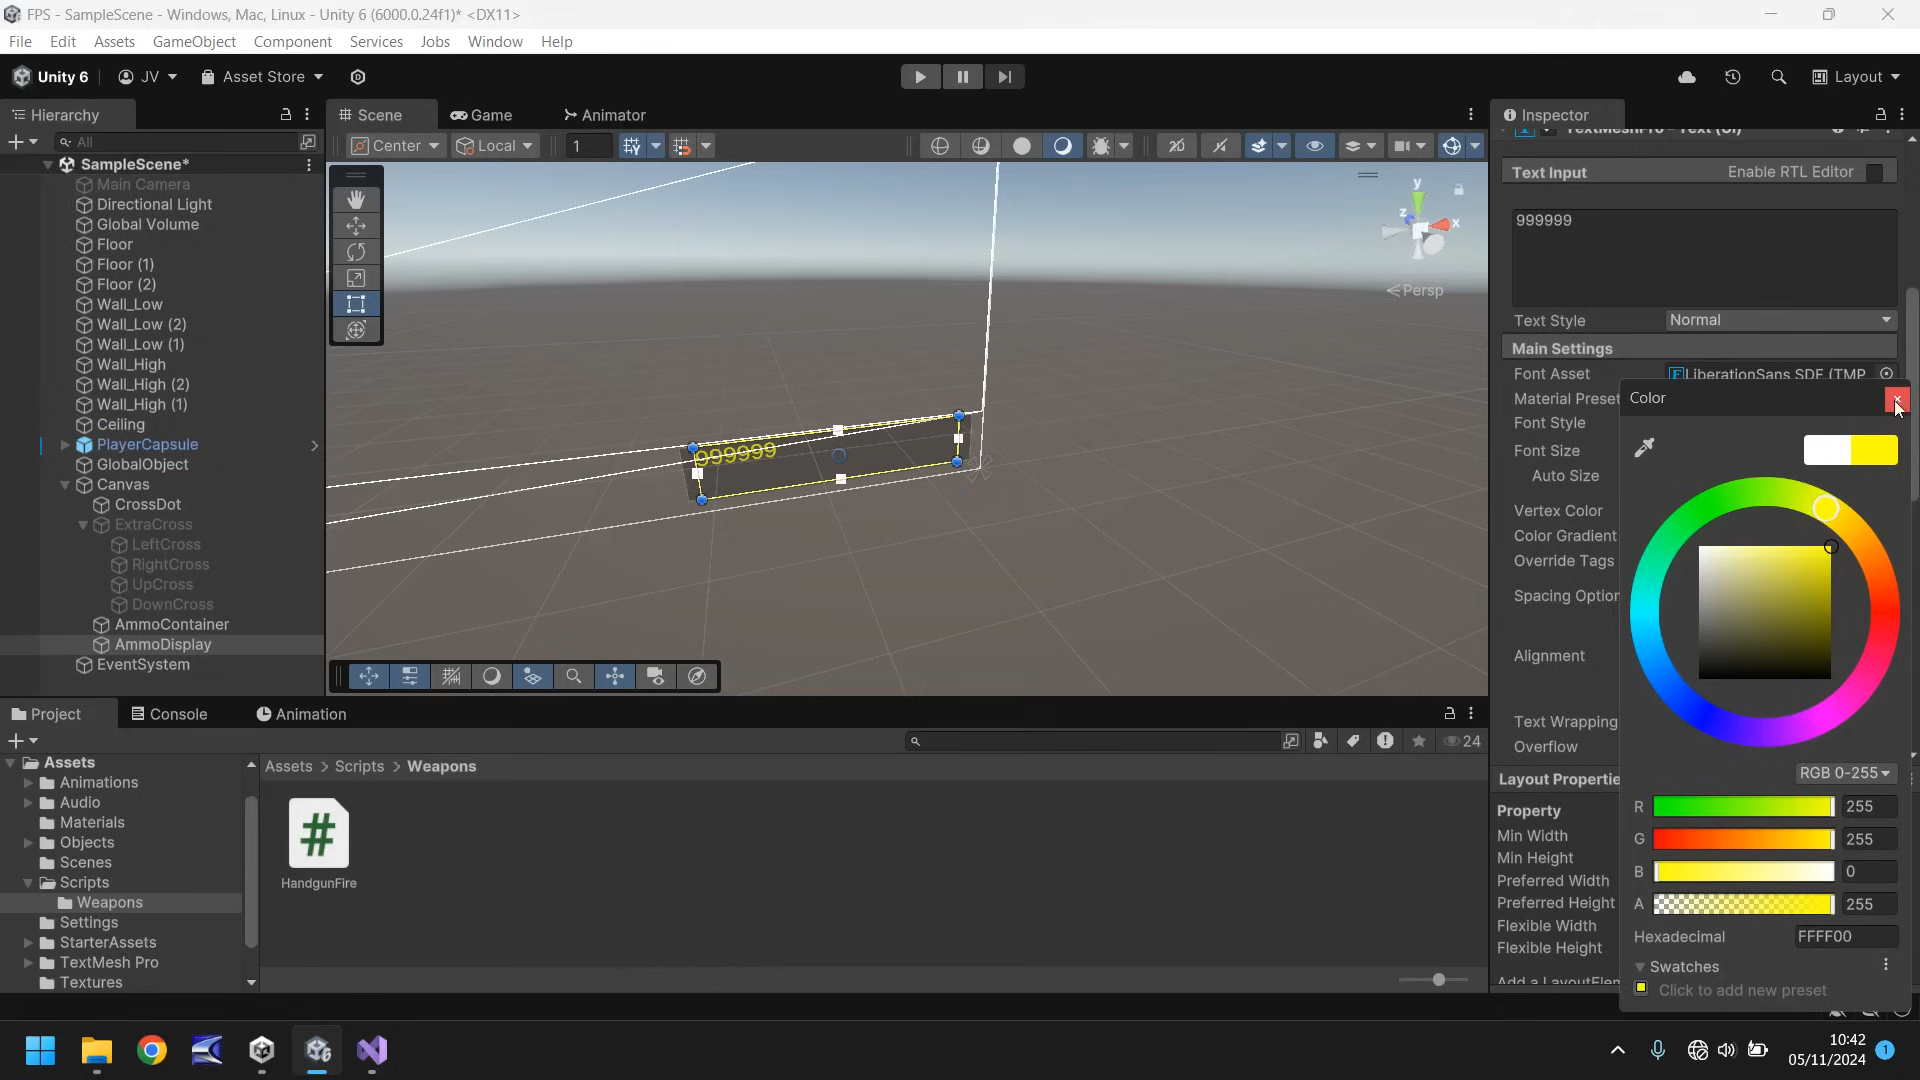 FPS - SampleScene - Windows, Mac, Linux - Unity 6 (6000.0.24f1)* <DX11>
File Edit Assets GameObject Component Services Jobs Window Help
Unity 6 JV Asset Store Layout
Hierarchy Scene Game Animator Inspector
All Center Local 1
TextMeshPro - Text (UI)
SampleScene*
Main Camera
Directional Light
Global Volume
Floor
Floor (1)
Floor (2)
Wall_Low
Wall_Low (2)
Wall_Low (1)
Wall_High
Wall_High (2)
Wall_High (1)
Ceiling
PlayerCapsule
GlobalObject
Canvas
CrossDot
ExtraCross
LeftCross
RightCross
UpCross
DownCross
AmmoContainer
AmmoDisplay
EventSystem
y
z
x
Persp
999999
Text Input Enable RTL Editor
999999
Text Style Normal
Main Settings
Font Asset LiberationSans SDF (TMP
Material Preset
Font Style
Font Size
Auto Size
Vertex Color
Color Gradient
Override Tags
Spacing Option
Alignment
Text Wrapping
Overflow
Layout Propertie
Property
Min Width
Min Height
Preferred Width
Preferred Height
Flexible Width
Flexible Height
Add a LayoutElem
Color
RGB 0-255
R 255
G 255
B 0
A 255
Hexadecimal FFFF00
Swatches
Click to add new preset
Project Console Animation
24
Assets
Animations
Audio
Materials
Objects
Scenes
Scripts
Weapons
Settings
StarterAssets
TextMesh Pro
Textures
Assets > Scripts > Weapons
#
HandgunFire
6
10:42
05/11/2024
1